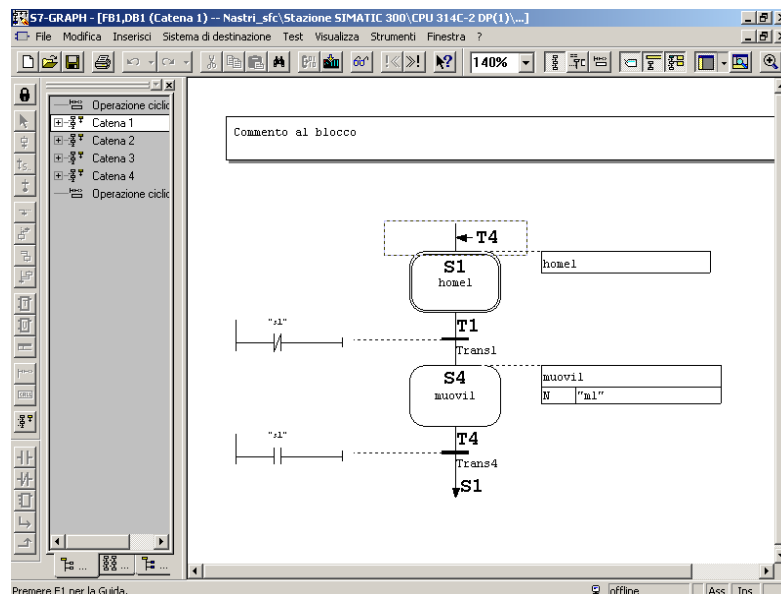 S7-GRAPH - [FB1,DB1 (Catena 1) -- Nastri_sfc\Stazione SIMATIC 300\CPU 314C-2 DP(1)\...]
File Modifica Inserisci Sistema di destinazione Test Visualizza Strumenti Finestra ?
140%
Operazione ciclic
Catena 1
Catena 2
Catena 3
Catena 4
Operazione ciclic
Commento al blocco
T4
S1
home1
home1
"s1"
T1
Trans1
S4
muovi1
muovi1
N "m1"
"s1"
T4
Trans4
S1
Premere F1 per la Guida.
offline
Ass Ins